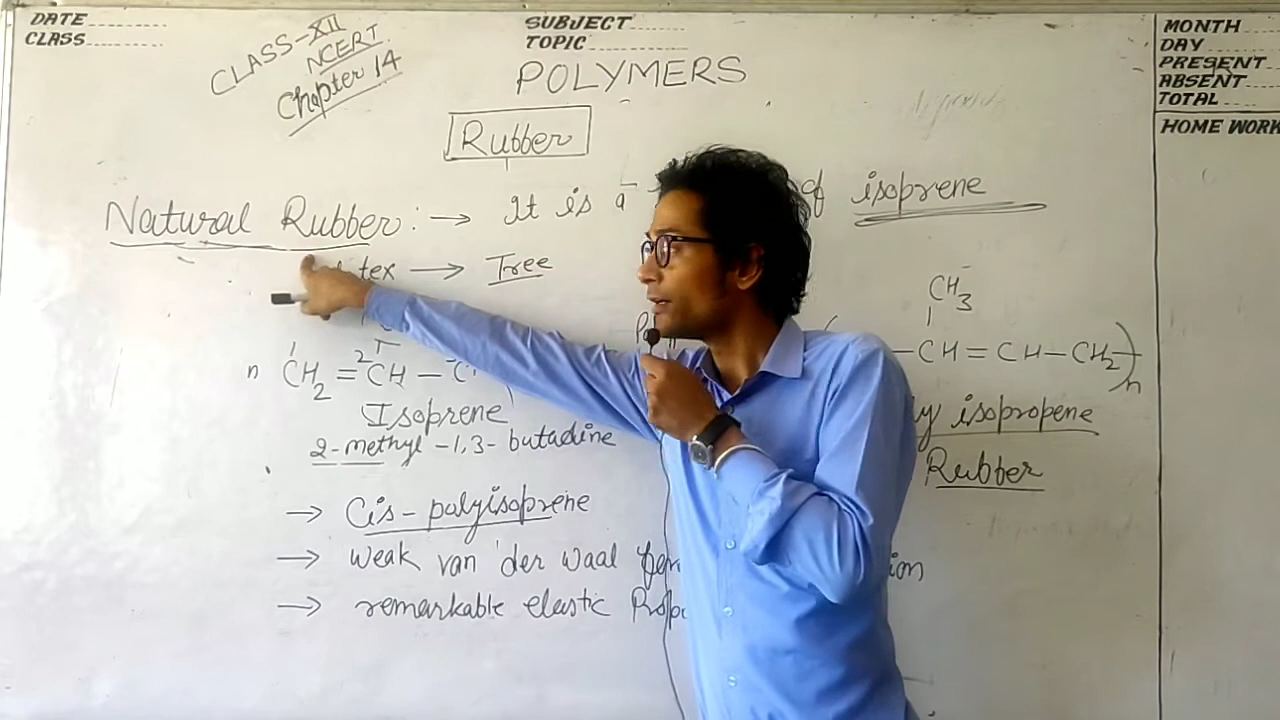 DATE
CLASS
CLASS-XII
NCERT
Chapter 14
SUBJECT
TOPIC
POLYMERS
Rubber
MONTH
DAY
PRESENT
ABSENT
TOTAL
HOME WORK
Natural Rubber :→ It is a of isoprene
tex → Tree
CH3
n CH2 = 2CH - C
-CH=CH-CH2)n
Isoprene
2-methyl-1,3-butadine
y isopropene
Rubber
→ Cis-polyisoprene
→ weak van der waal ion
→ remarkable elastic